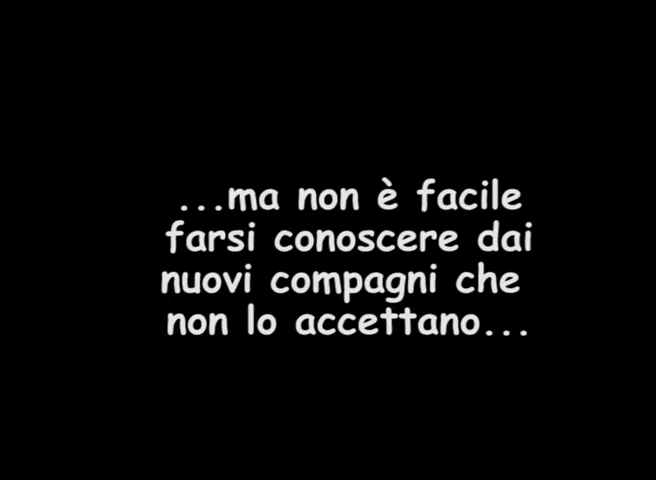 ...ma non è facile
farsi conoscere dai
nuovi compagni che
non lo accettano...